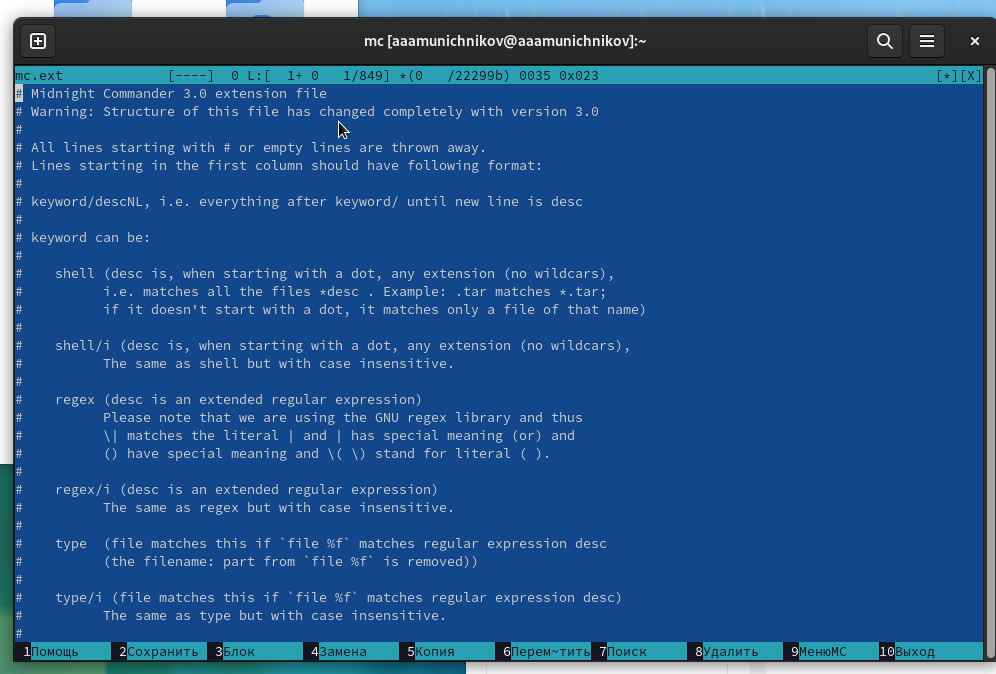 mc [aaamunichnikov@aaamunichnikov]:~
mc.ext [----] 0 L:[ 1+ 0 1/849] *(0 /22299b) 0035 0x023 [*][X]
# Midnight Commander 3.0 extension file
# Warning: Structure of this file has changed completely with version 3.0
#
# All lines starting with # or empty lines are thrown away.
# Lines starting in the first column should have following format:
#
# keyword/descNL, i.e. everything after keyword/ until new line is desc
#
# keyword can be:
#
#    shell (desc is, when starting with a dot, any extension (no wildcars),
#          i.e. matches all the files *desc . Example: .tar matches *.tar;
#          if it doesn't start with a dot, it matches only a file of that name)
#
#    shell/i (desc is, when starting with a dot, any extension (no wildcars),
#          The same as shell but with case insensitive.
#
#    regex (desc is an extended regular expression)
#          Please note that we are using the GNU regex library and thus
#          \| matches the literal | and | has special meaning (or) and
#          () have special meaning and \( \) stand for literal ( ).
#
#    regex/i (desc is an extended regular expression)
#          The same as regex but with case insensitive.
#
#    type  (file matches this if `file %f` matches regular expression desc
#          (the filename: part from `file %f` is removed))
#
#    type/i (file matches this if `file %f` matches regular expression desc)
#          The same as type but with case insensitive.
#
1Помощь 2Сохранить 3Блок 4Замена 5Копия 6Перем~тить 7Поиск 8Удалить 9МенюMC 10Выход